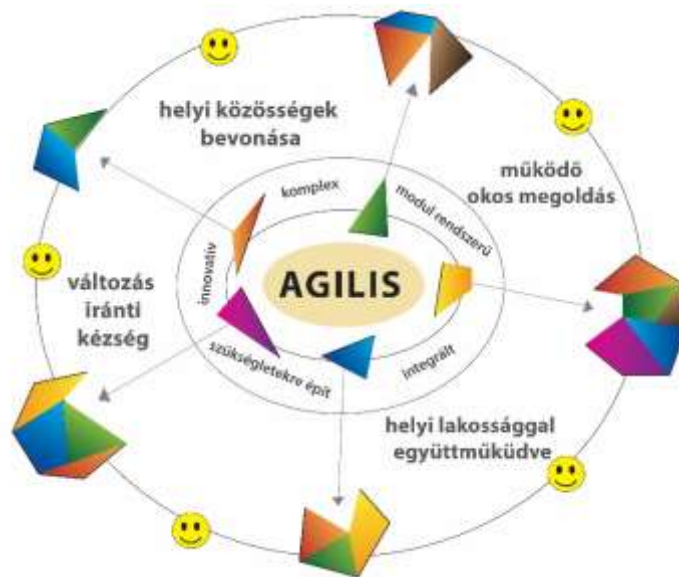 helyi közösségek
bevonása
működő
okos megoldás
komplex
modul rendszerű
innovatív
AGILIS
változás
iránti
kézség
szükségletekre épít
integrált
helyi lakossággal
együttműküdve